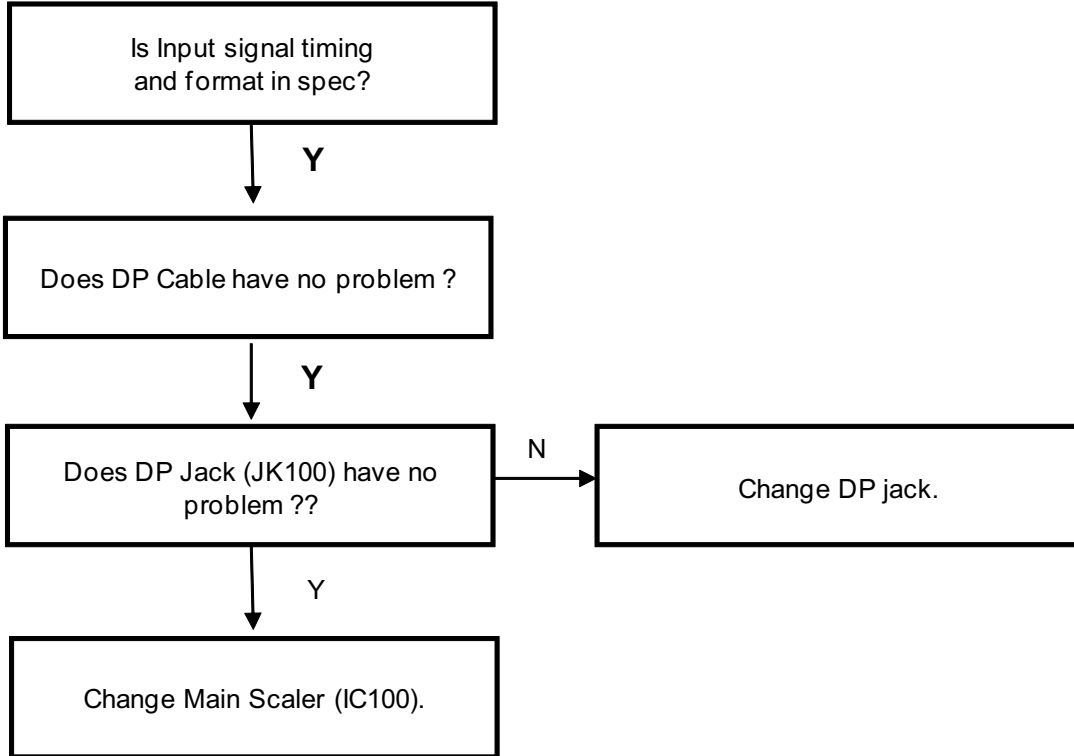 Is Input signal timing
and format in spec?
Y
Does DP Cable have no problem ?
Y
Does DP Jack (JK100) have no
problem ??
N
Change DP jack.
Y
Change Main Scaler (IC100).